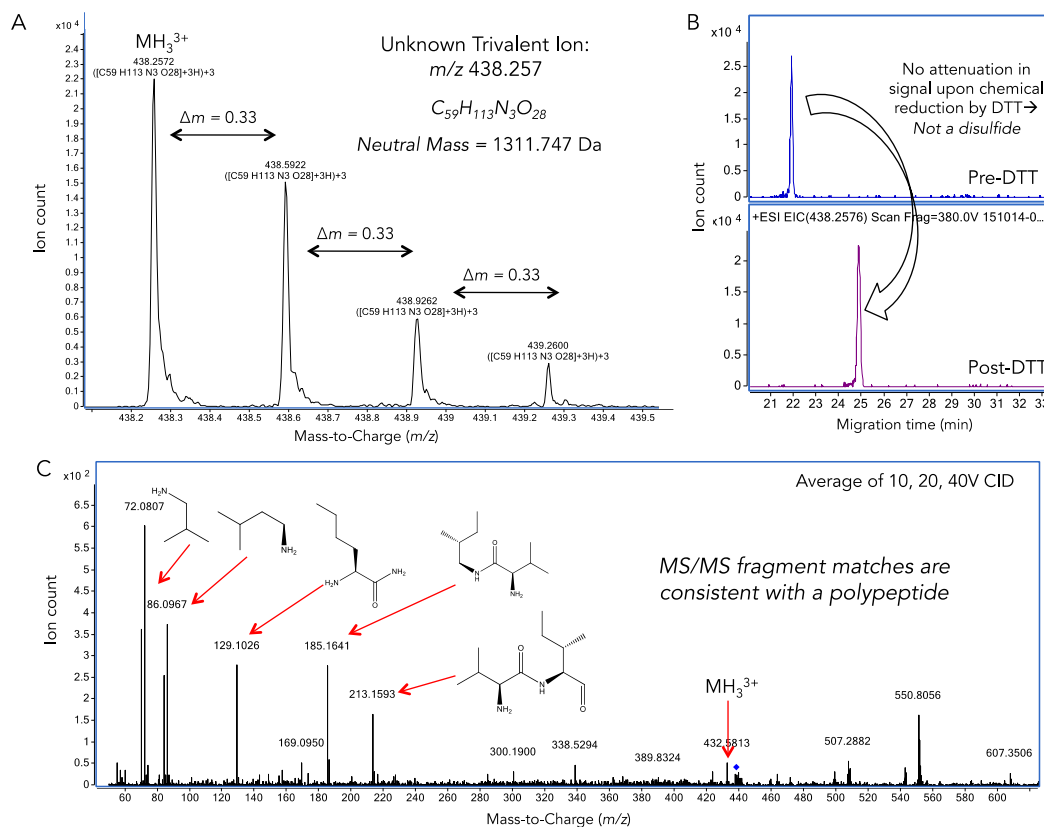 A
x10 4
2.4
2.3
2.2
2.1
2
1.9
1.8
1.7
1.6
1.5
1.4
1.3
1.2
1.1
1
0.9
0.8
0.7
0.6
0.5
0.4
0.3
0.2
0.1
0
Ion count
MH₃³⁺
438.2572
([C59 H113 N3 O28]+3H)+3
Δm = 0.33
438.5922
([C59 H113 N3 O28]+3H)+3
Δm = 0.33
438.9262
([C59 H113 N3 O28]+3H)+3
Δm = 0.33
439.2600
([C59 H113 N3 O28]+3H)+3
Unknown Trivalent Ion:
m/z 438.257
C₅₉H₁₁₃N₃O₂₈
Neutral Mass = 1311.747 Da
438.2 438.3 438.4 438.5 438.6 438.7 438.8 438.9 439 439.1 439.2 439.3 439.4 439.5
Mass-to-Charge (m/z)
B
x10 4
2.5
2
1.5
1
0.5
0
Ion count
No attenuation in
signal upon chemical
reduction by DTT→
Not a disulfide
Pre-DTT
x10 4
+ESI EIC(438.2576) Scan Frag=380.0V 151014-0...
2
1.5
1
0.5
0
Post-DTT
21 22 23 24 25 26 27 28 29 30 31 32 33
Migration time (min)
C
x10 2
6.5
6
5.5
5
4.5
4
3.5
3
2.5
2
1.5
1
0.5
0
Ion count
Average of 10, 20, 40V CID
MS/MS fragment matches are
consistent with a polypeptide
72.0807
H₂N
86.0967
NH₂
129.1026
H₂N
NH₂
O
185.1641
NH
O
NH₂
213.1593
O
NH
NH₂
O
169.0950
300.1900
338.5294
389.8324
MH₃³⁺
432.5813
507.2882
550.8056
607.3506
60 80 100 120 140 160 180 200 220 240 260 280 300 320 340 360 380 400 420 440 460 480 500 520 540 560 580 600 620
Mass-to-Charge (m/z)